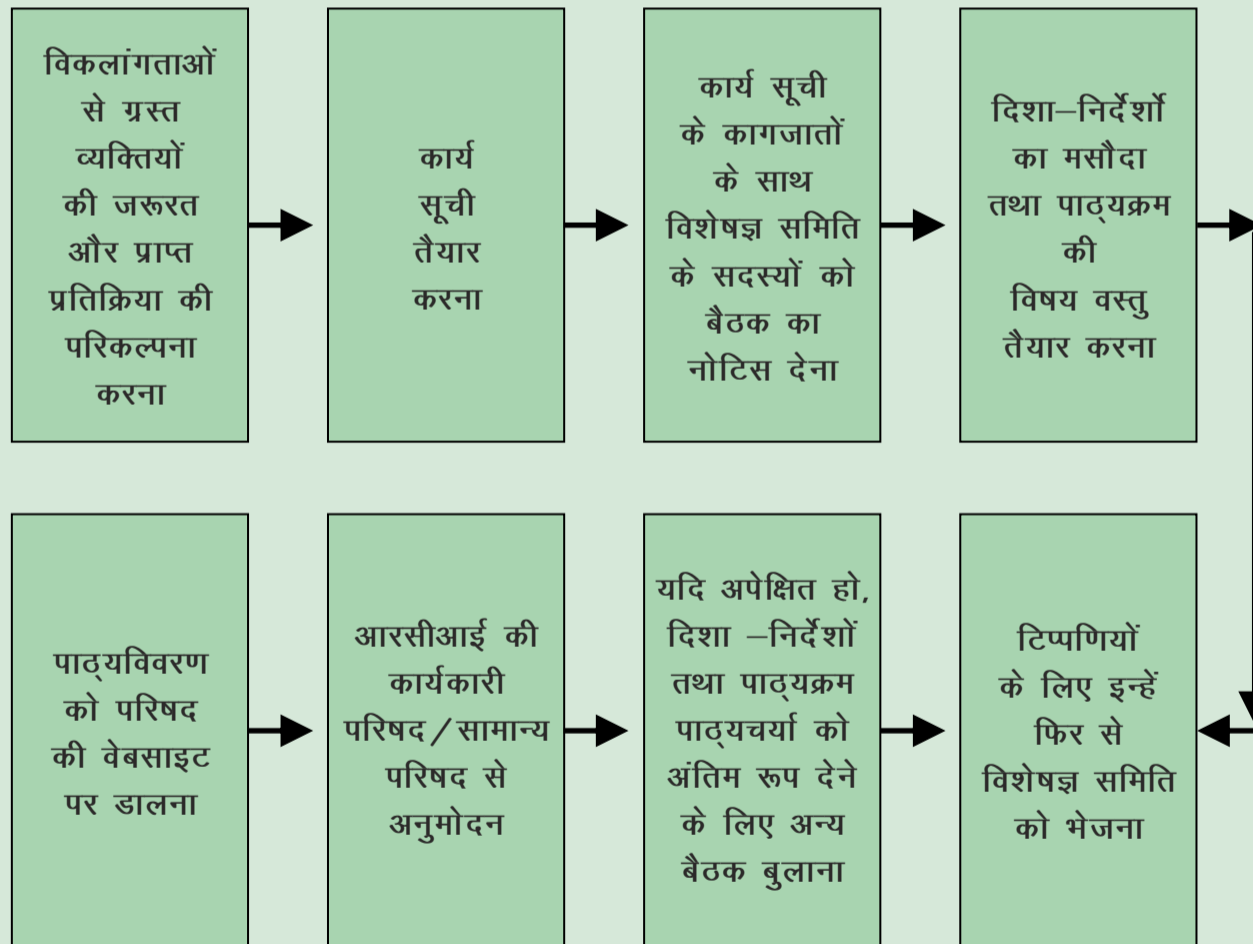 विकलांगताओं
से ग्रस्त
व्यक्तियों
की जरूरत
और प्राप्त
प्रतिक्रिया की
परिकल्पना
करना
कार्य
सूची
तैयार
करना
कार्य सूची
के कागजातों
के साथ
विशेषज्ञ समिति
के सदस्यों को
बैठक का
नोटिस देना
दिशा–निर्देर्शो
का मसौदा
तथा पाठ्यक्रम
की
विषय वस्तु
तैयार करना
पाठ्यविवरण
को परिषद
की वेबसाइट
पर डालना
आरसीआई की
कार्यकारी
परिषद/सामान्य
परिषद से
अनुमोदन
यदि अपेक्षित हो,
दिशा –निर्देशों
तथा पाठ्यक्रम
पाठ्यचर्या को
अंतिम रूप देने
के लिए अन्य
बैठक बुलाना
टिप्पणियों
के लिए इन्हें
फिर से
विशेषज्ञ समिति
को भेजना